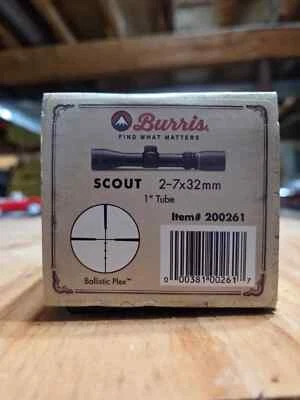 Burris.
FIND WHAT MATTERS
SCOUT 2-7x32mm
1" Tube
Item# 200261
Ballistic Plex™
0 00381 00261 7